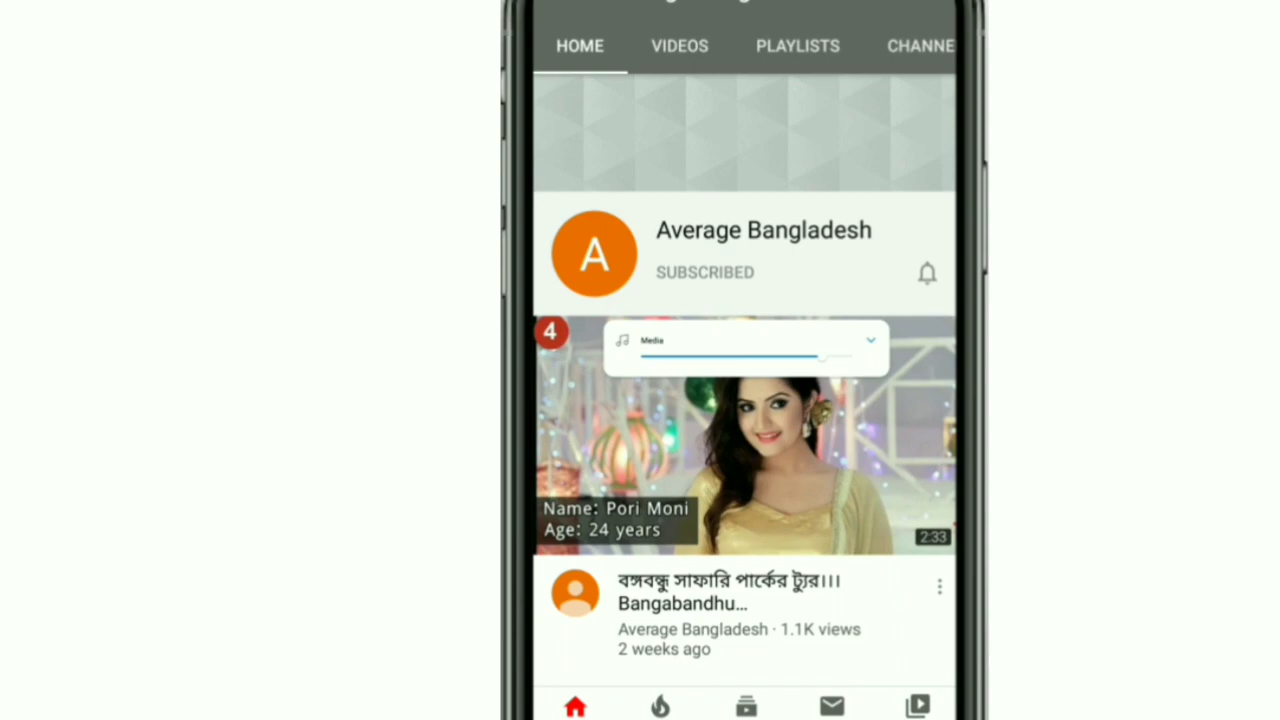 HOME VIDEOS PLAYLISTS CHANNE
A
Average Bangladesh
SUBSCRIBED
4
Media
Name: Pori Moni
Age: 24 years
2:33
বঙ্গবন্ধু সাফারি পার্কের ট্যুর।।।
Bangabandhu...
Average Bangladesh · 1.1K views
2 weeks ago